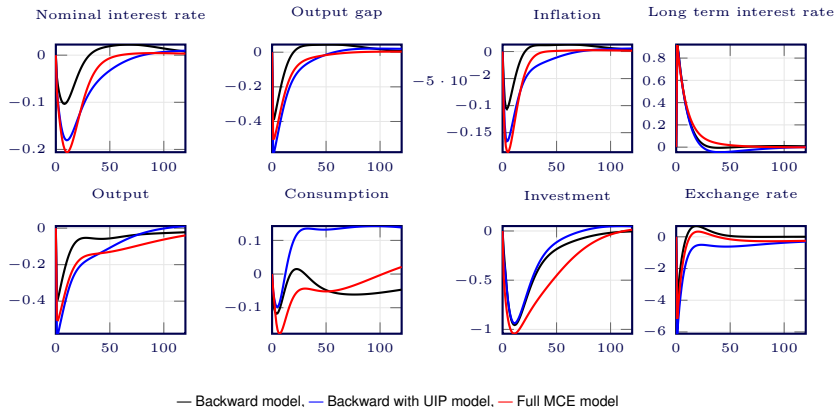 Nominal interest rate Output gap Inflation Long term interest rate
0 −0.1 −0.2 0 50 100
0 −0.2 −0.4 0 50 100
0 −5 · 10−2 −0.1 −0.15 0 50 100
0.8 0.6 0.4 0.2 0 0 50 100
Output Consumption Investment Exchange rate
0 −0.2 −0.4 0 50 100
0.1 0 −0.1 0 50 100
0 −0.5 −1 0 50 100
0 −2 −4 −6 0 50 100
— Backward model, — Backward with UIP model, — Full MCE model